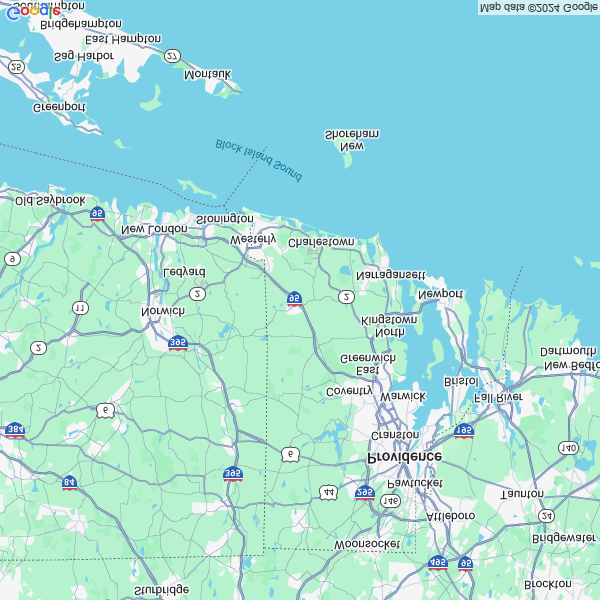 Southampton
Google
Bridgehampton
Map data ©2024 Google
East Hampton
Sag Harbor
27
25
Montauk
Greenport
New
Shoreham
Block Island Sound
Old Saybrook
95
New London
Stonington
Westerly
Charlestown
9
Ledyard
2
Narragansett
11
Norwich
95
2
Newport
North
Kingstown
2
395
East
Greenwich
Dartmouth
New Bedfo
Coventry
Warwick
Bristol
Fall River
6
384
Cranston
195
6
Providence
140
84
395
44
295
146
Pawtucket
Taunton
Attleboro
24
Bridgewater
Woonsocket
495
95
Brockton
Sturbridge